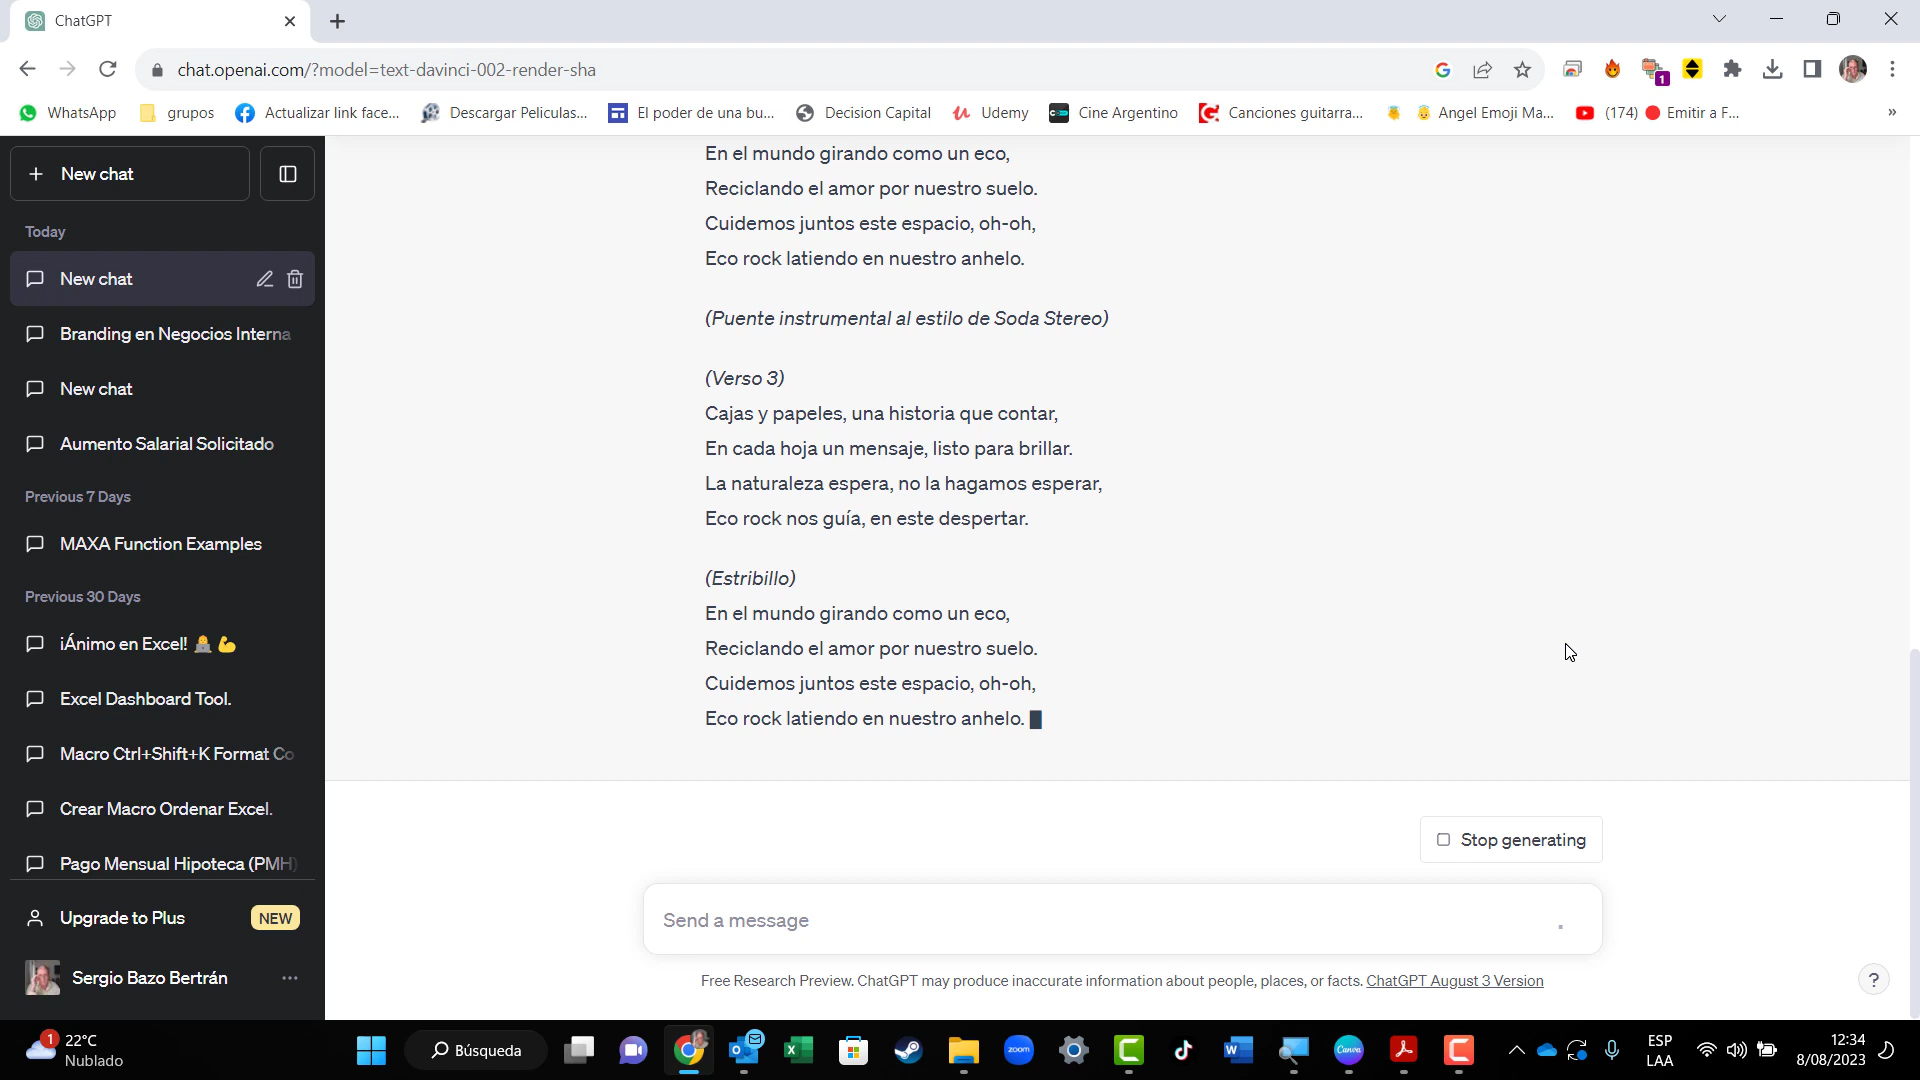 ChatGPT
chat.openai.com/?model=text-davinci-002-render-sha
1
WhatsApp
grupos
Actualizar link face...
Descargar Peliculas...
El poder de una bu...
Decision Capital
Udemy
Cine Argentino
Canciones guitarra...
Angel Emoji Ma...
(174) 🔴 Emitir a F...
»
New chat
Today
New chat
Branding en Negocios Interna
New chat
Aumento Salarial Solicitado
Previous 7 Days
MAXA Function Examples
Previous 30 Days
¡Ánimo en Excel! 🤷💪
Excel Dashboard Tool.
Macro Ctrl+Shift+K Format Co
Crear Macro Ordenar Excel.
Pago Mensual Hipoteca (PMH)
Upgrade to Plus
NEW
Sergio Bazo Bertrán
En el mundo girando como un eco,
Reciclando el amor por nuestro suelo.
Cuidemos juntos este espacio, oh-oh,
Eco rock latiendo en nuestro anhelo.
(Puente instrumental al estilo de Soda Stereo)
(Verso 3)
Cajas y papeles, una historia que contar,
En cada hoja un mensaje, listo para brillar.
La naturaleza espera, no la hagamos esperar,
Eco rock nos guía, en este despertar.
(Estribillo)
En el mundo girando como un eco,
Reciclando el amor por nuestro suelo.
Cuidemos juntos este espacio, oh-oh,
Eco rock latiendo en nuestro anhelo.
Stop generating
Send a message
Free Research Preview. ChatGPT may produce inaccurate information about people, places, or facts. ChatGPT August 3 Version
?
1
22°C
Nublado
Búsqueda
zoom
Canva
ESP
LAA
12:34
8/08/2023